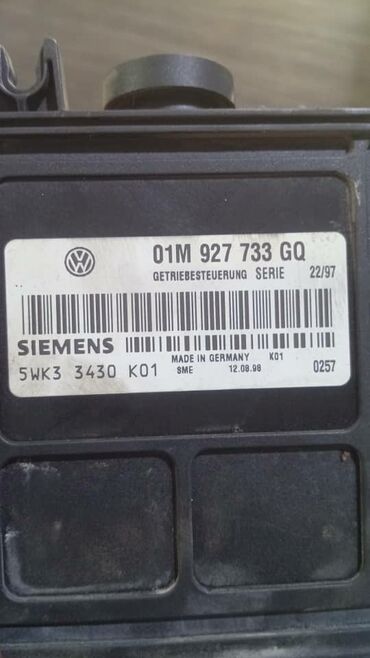 VW
01M 927 733 GQ
GETRIEBESTEUERUNG SERIE 22/97
SIEMENS
MADE IN GERMANY K01
5WK3 3430 K01 SME 12.08.98 0257